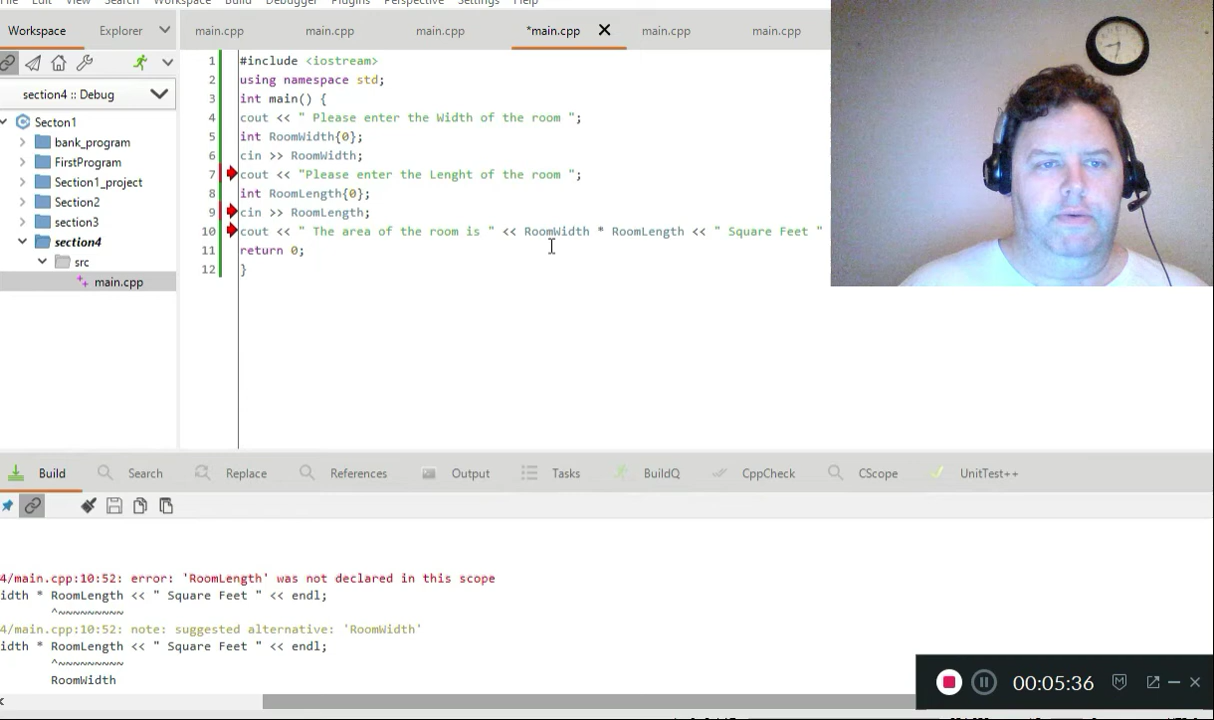 File Edit View Search Workspace Build Debugger Plugins Perspective Settings Help
Workspace Explorer main.cpp main.cpp main.cpp *main.cpp main.cpp main.cpp
section4 :: Debug
Secton1
bank_program
FirstProgram
Section1_project
Section2
section3
section4
src
main.cpp
1 #include <iostream>
2 using namespace std;
3 int main() {
4 cout << " Please enter the Width of the room ";
5 int RoomWidth{0};
6 cin >> RoomWidth;
7 cout << "Please enter the Lenght of the room ";
8 int RoomLength{0};
9 cin >> RoomLength;
10 cout << " The area of the room is " << RoomWidth * RoomLength << " Square Feet "
11 return 0;
12 }
Build Search Replace References Output Tasks BuildQ CppCheck CScope UnitTest++
4/main.cpp:10:52: error: 'RoomLength' was not declared in this scope
idth * RoomLength << " Square Feet " << endl;
^~~~~~~~~~
4/main.cpp:10:52: note: suggested alternative: 'RoomWidth'
idth * RoomLength << " Square Feet " << endl;
^~~~~~~~~~
RoomWidth
00:05:36